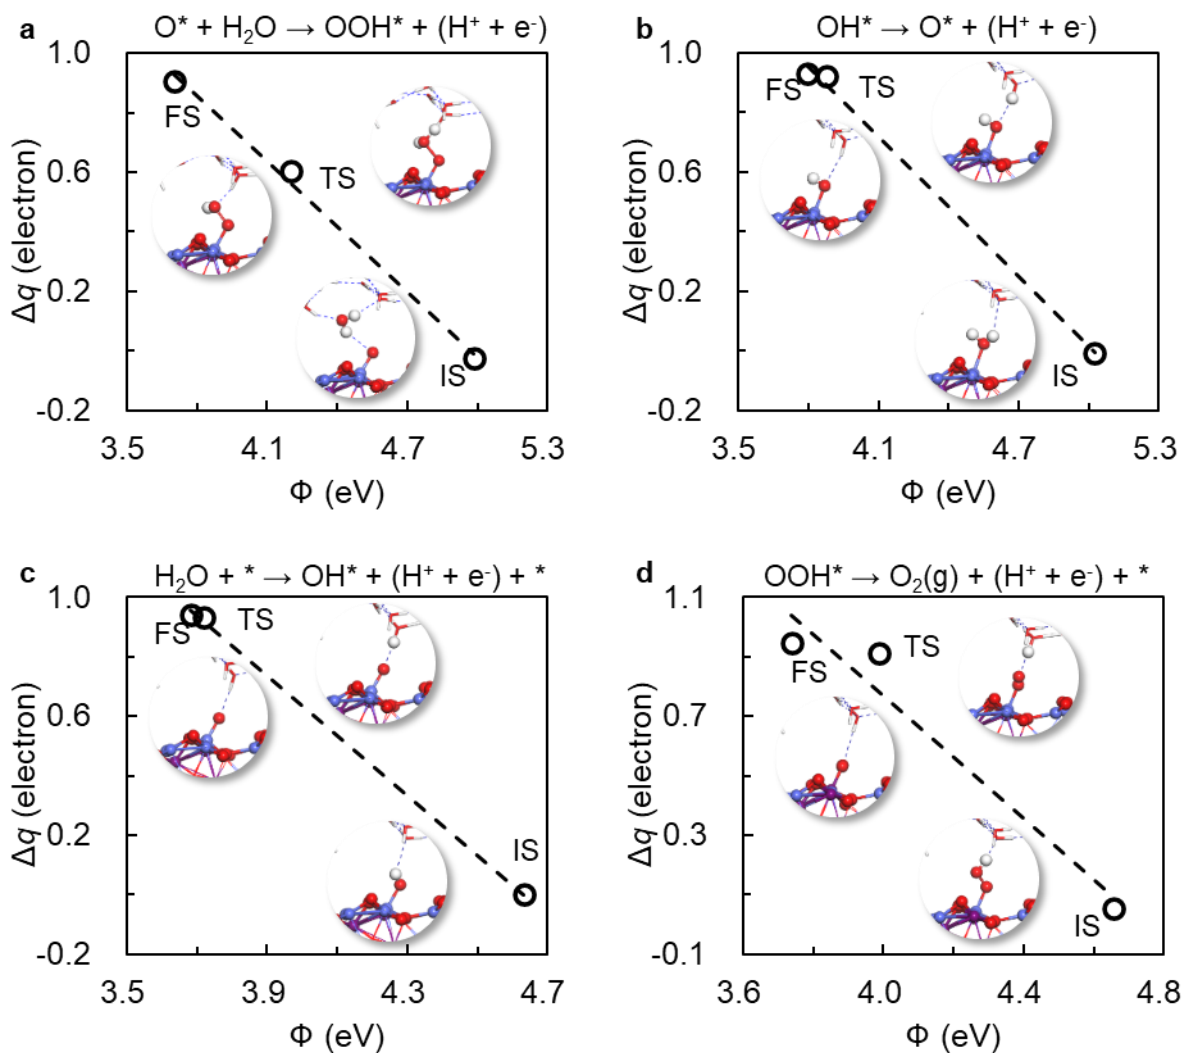 a
O* + H₂O → OOH* + (H⁺ + e⁻)
1.0
0.6
0.2
-0.2
Δq (electron)
FS
TS
IS
3.5 4.1 4.7 5.3
Φ (eV)
b
OH* → O* + (H⁺ + e⁻)
1.0
0.6
0.2
-0.2
Δq (electron)
FS
TS
IS
3.5 4.1 4.7 5.3
Φ (eV)
c
H₂O + * → OH* + (H⁺ + e⁻) + *
1.0
0.6
0.2
-0.2
Δq (electron)
FS
TS
IS
3.5 3.9 4.3 4.7
Φ (eV)
d
OOH* → O₂(g) + (H⁺ + e⁻) + *
1.1
0.7
0.3
-0.1
Δq (electron)
FS
TS
IS
3.6 4.0 4.4 4.8
Φ (eV)